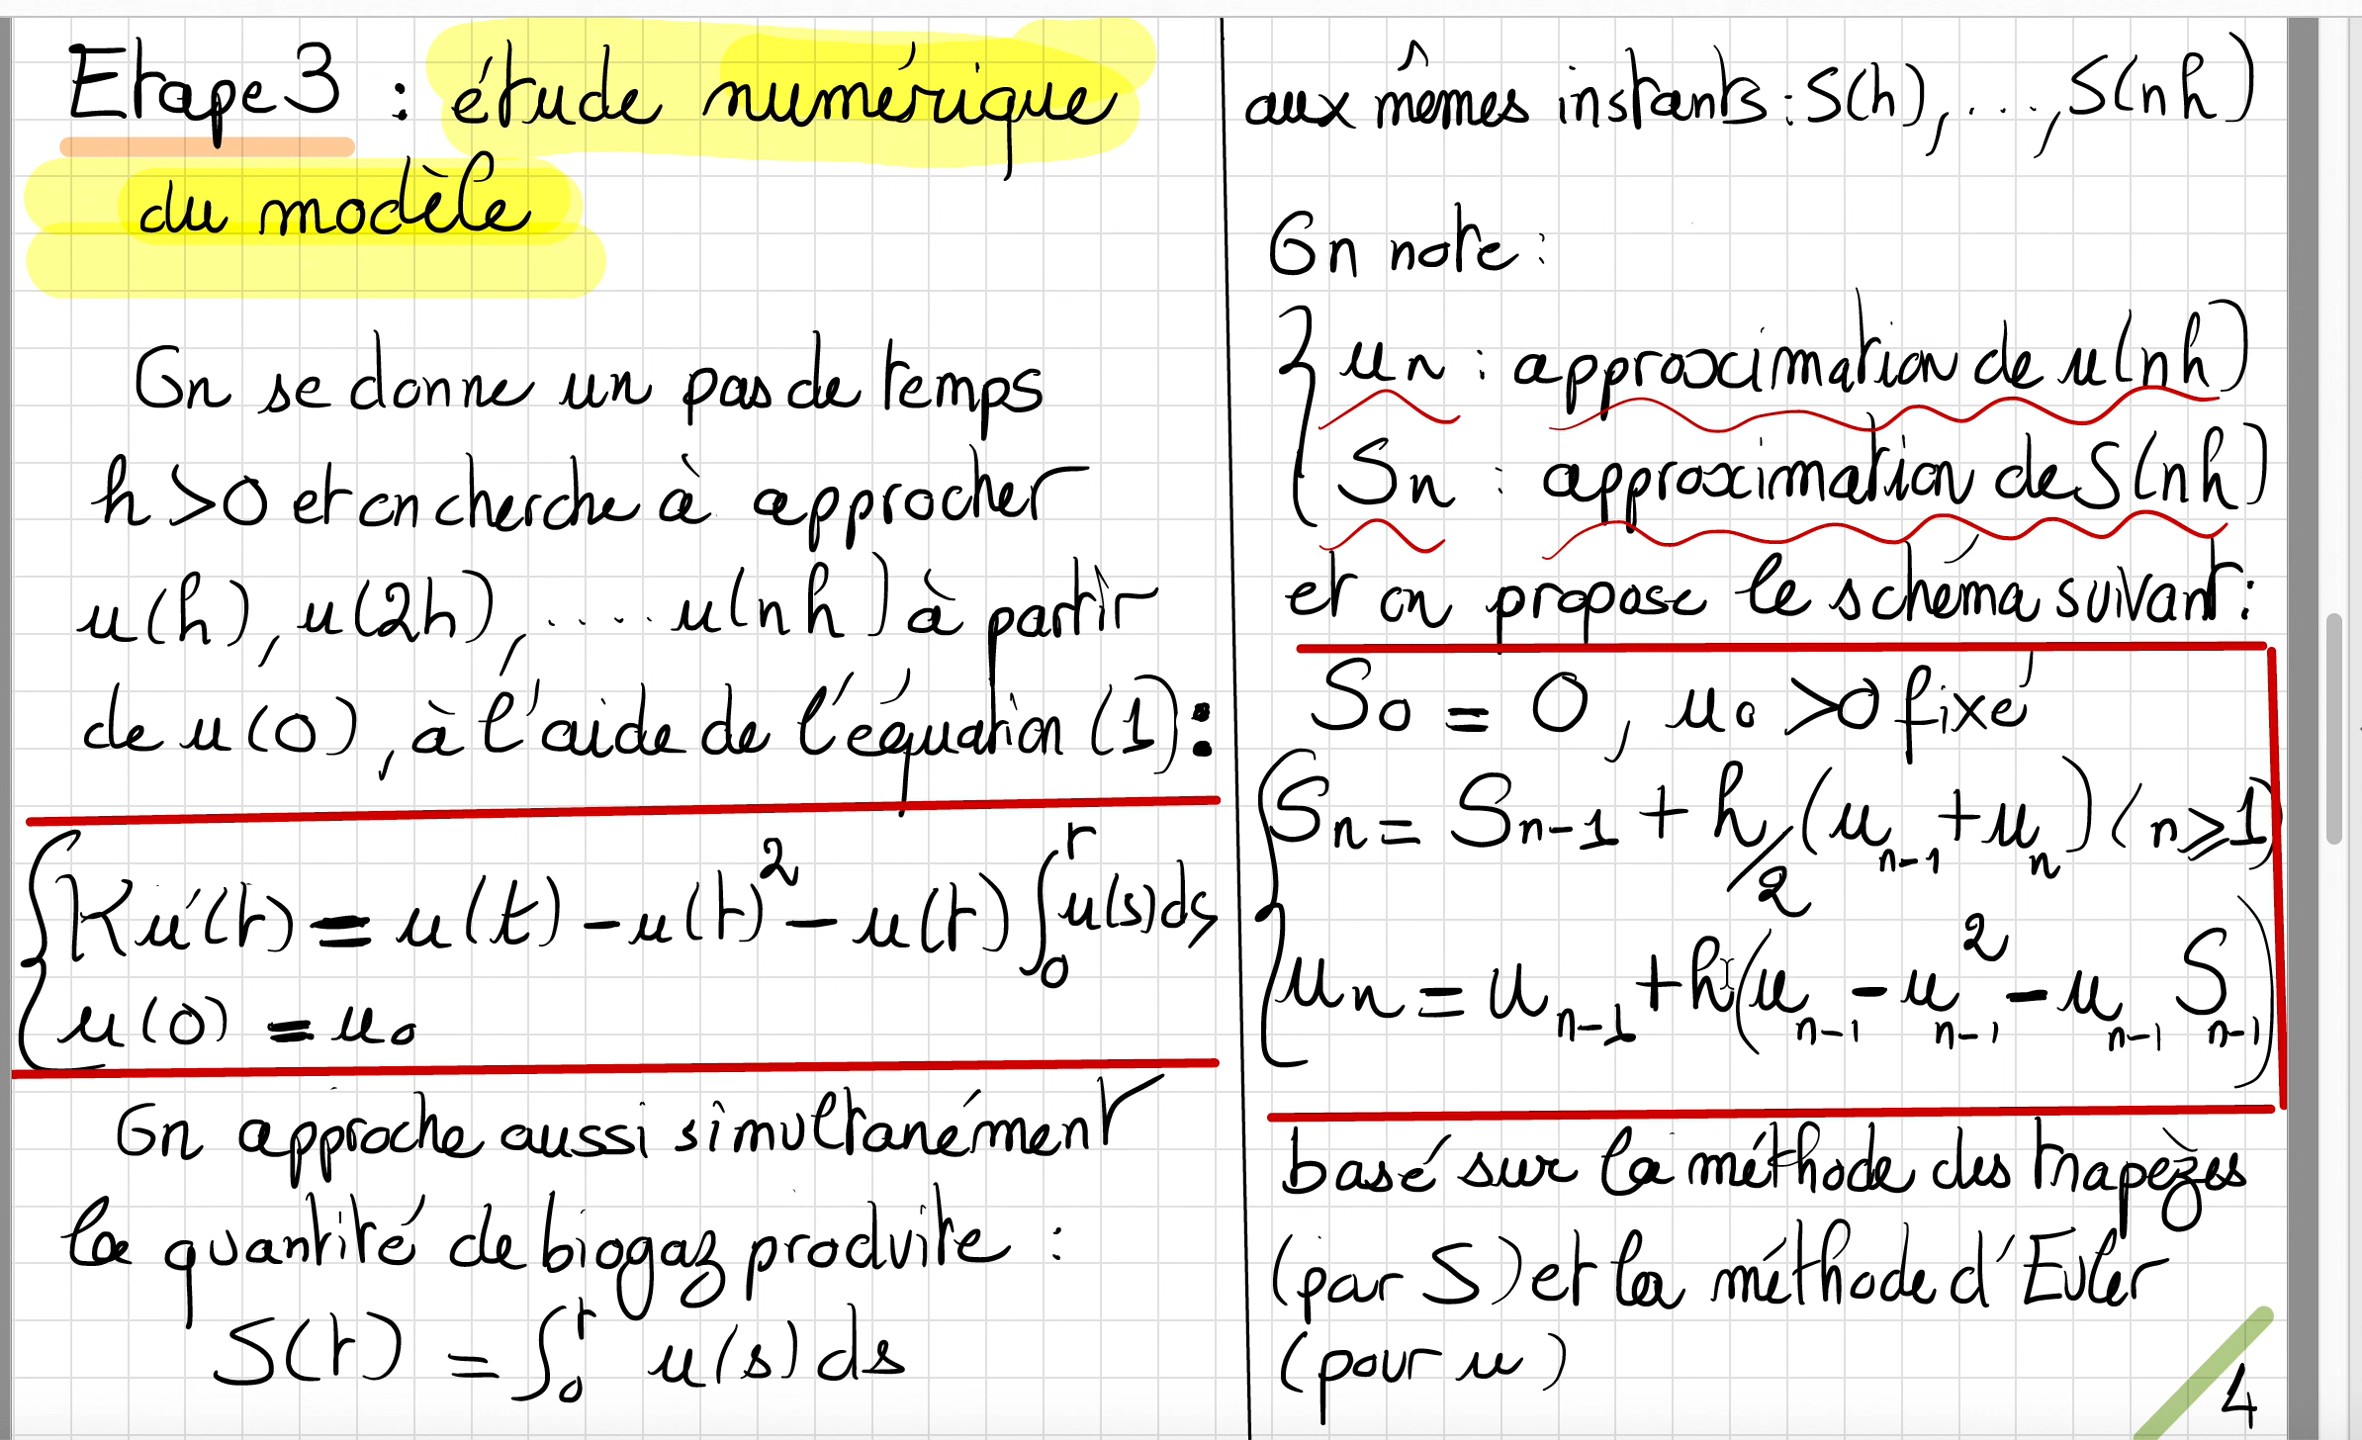 Etape 3 : étude numérique
du modèle
On se donne un pas de temps
h > 0 et on cherche à approcher
u(h), u(2h), .... u(nh) à partir
de u(0), à l'aide de l'équation (1):
{ Ku'(t) = u(t) - u(t)² - u(t) ∫₀ᵗ u(s)ds,
u(0) = u₀
On approche aussi simultanément
la quantité de biogaz produite :
S(t) = ∫₀ᵗ u(s) ds
aux mêmes instants : S(h), ..., S(nh)
On note :
{ un : approximation de u(nh)
Sn : approximation de S(nh)
et on propose le schéma suivant :
S₀ = 0, u₀ > 0 fixé
{ Sn = Sn-1 + h/2 (un-1 + un) (n ≥ 1)
un = un-1 + h (un-1 - un-1² - un-1 Sn-1)
basé sur la méthode des trapèzes
(par S) et la méthode d'Euler
(pour u)
4